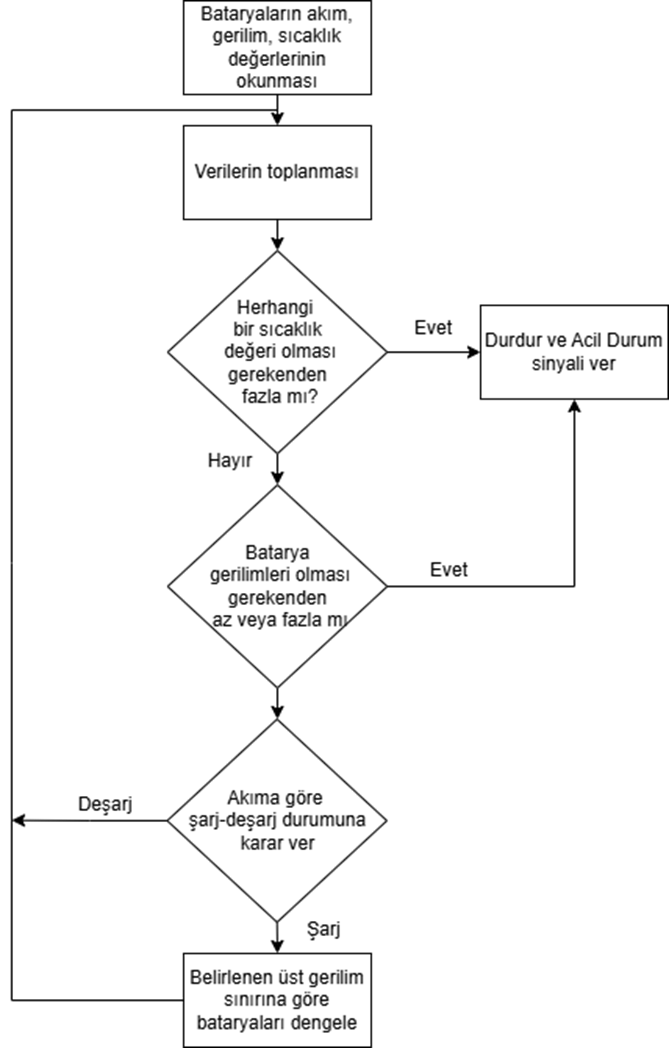 Bataryaların akım,
gerilim, sıcaklık
değerlerinin
okunması
Verilerin toplanması
Herhangi
bir sıcaklık
değeri olması
gerekenden
fazla mı?
Evet
Durdur ve Acil Durum
sinyali ver
Hayır
Batarya
gerilimleri olması
gerekenden
az veya fazla mı
Evet
Akıma göre
şarj-deşarj durumuna
karar ver
Deşarj
Şarj
Belirlenen üst gerilim
sınırına göre
bataryaları dengele